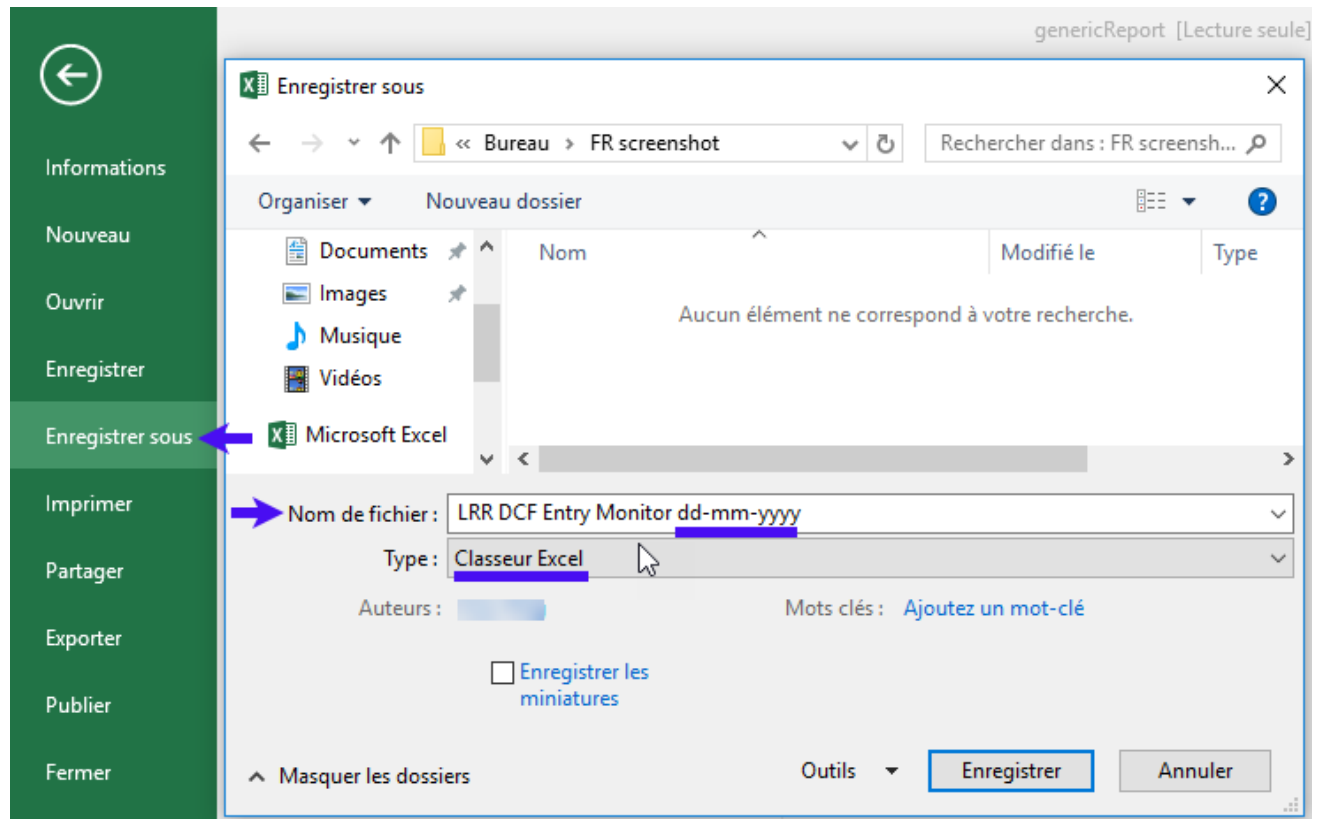 genericReport [Lecture seule]
Enregistrer sous
« Bureau > FR screenshot
Rechercher dans : FR screensh...
Organiser
Nouveau dossier
?
Informations
Nouveau
Ouvrir
Enregistrer
Enregistrer sous
Imprimer
Partager
Exporter
Publier
Fermer
Documents
Images
Musique
Vidéos
Microsoft Excel
Nom
Modifié le
Type
Aucun élément ne correspond à votre recherche.
Nom de fichier : LRR DCF Entry Monitor dd-mm-yyyy
Type : Classeur Excel
Auteurs :
Mots clés : Ajoutez un mot-clé
Enregistrer les
miniatures
Masquer les dossiers
Outils
Enregistrer
Annuler